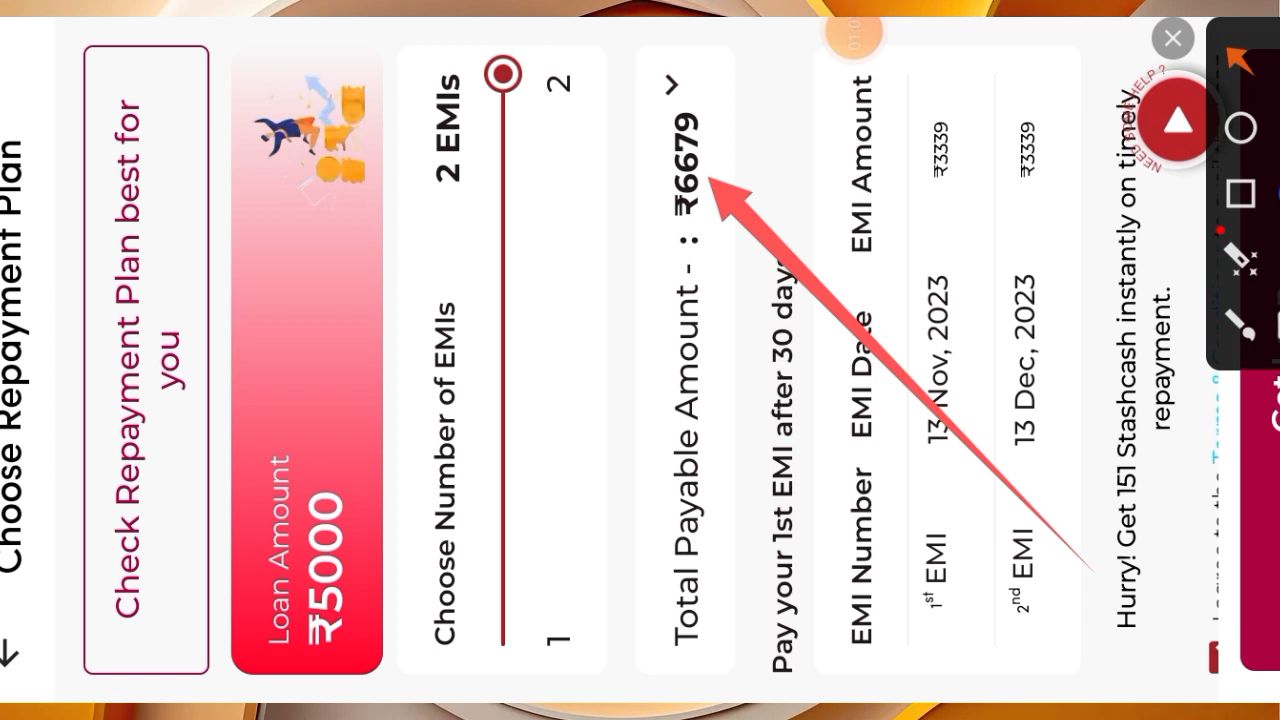 Choose Repayment Plan
Check Repayment Plan best for
you
Loan Amount
₹5000
Choose Number of EMIs 2 EMIs
1 2
Total Payable Amount - : ₹6679
Pay your 1st EMI after 30 days
EMI Number EMI Date EMI Amount
1st EMI 13 Nov, 2023 ₹3339
2nd EMI 13 Dec, 2023 ₹3339
Hurry! Get 151 Stashcash instantly on timely
repayment.
NEED HELP ?
01:0